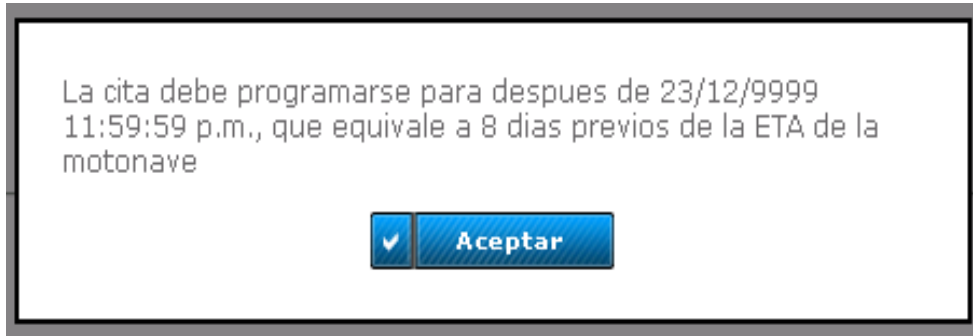 La cita debe programarse para despues de 23/12/9999
11:59:59 p.m., que equivale a 8 dias previos de la ETA de la
motonave
Aceptar